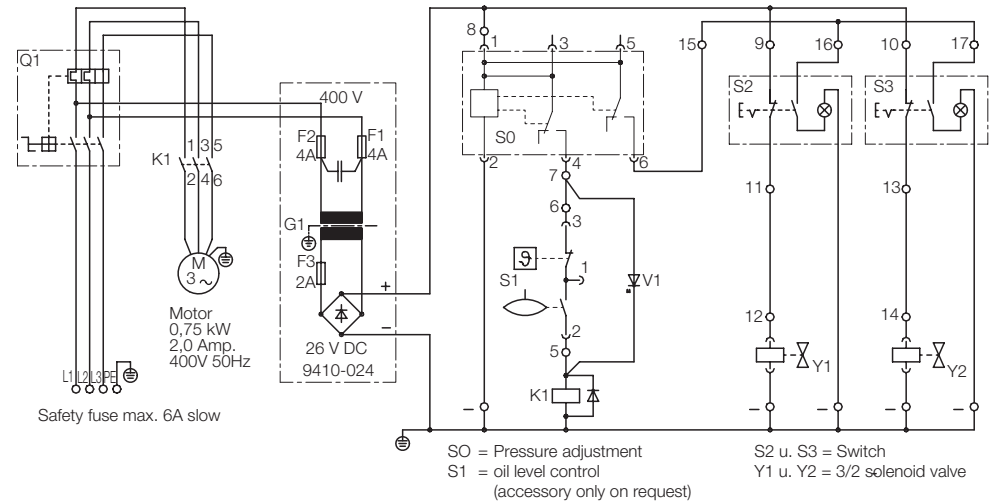 Q1
K1
1 3 5
2 4 6
M
3 ~
Motor
0,75 kW
2,0 Amp.
400V 50Hz
L1 L2 L3 PE
Safety fuse max. 6A slow
400 V
F2
4A
F1
4A
G1
F3
2A
+
−
26 V DC
9410-024
8
1
3
5
S0
2
4
6
7
6
3
ϑ
1
S1
2
5
K1
V1
15
9
16
10
17
S2
S3
11
13
12
14
Y1
Y2
−
−
−
−
−
SO = Pressure adjustment
S1 = oil level control
(accessory only on request)
S2 u. S3 = Switch
Y1 u. Y2 = 3/2 solenoid valve